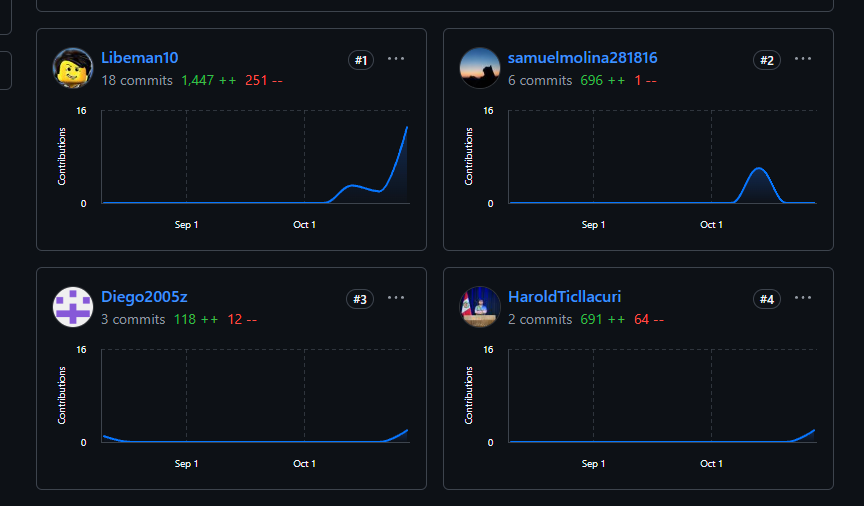 Libeman10
#1
18 commits 1,447 ++ 251 --
16
Contributions
0
Sep 1
Oct 1
samuelmolina281816
#2
6 commits 696 ++ 1 --
16
Contributions
0
Sep 1
Oct 1
Diego2005z
#3
3 commits 118 ++ 12 --
16
Contributions
0
Sep 1
Oct 1
HaroldTicllacuri
#4
2 commits 691 ++ 64 --
16
Contributions
0
Sep 1
Oct 1